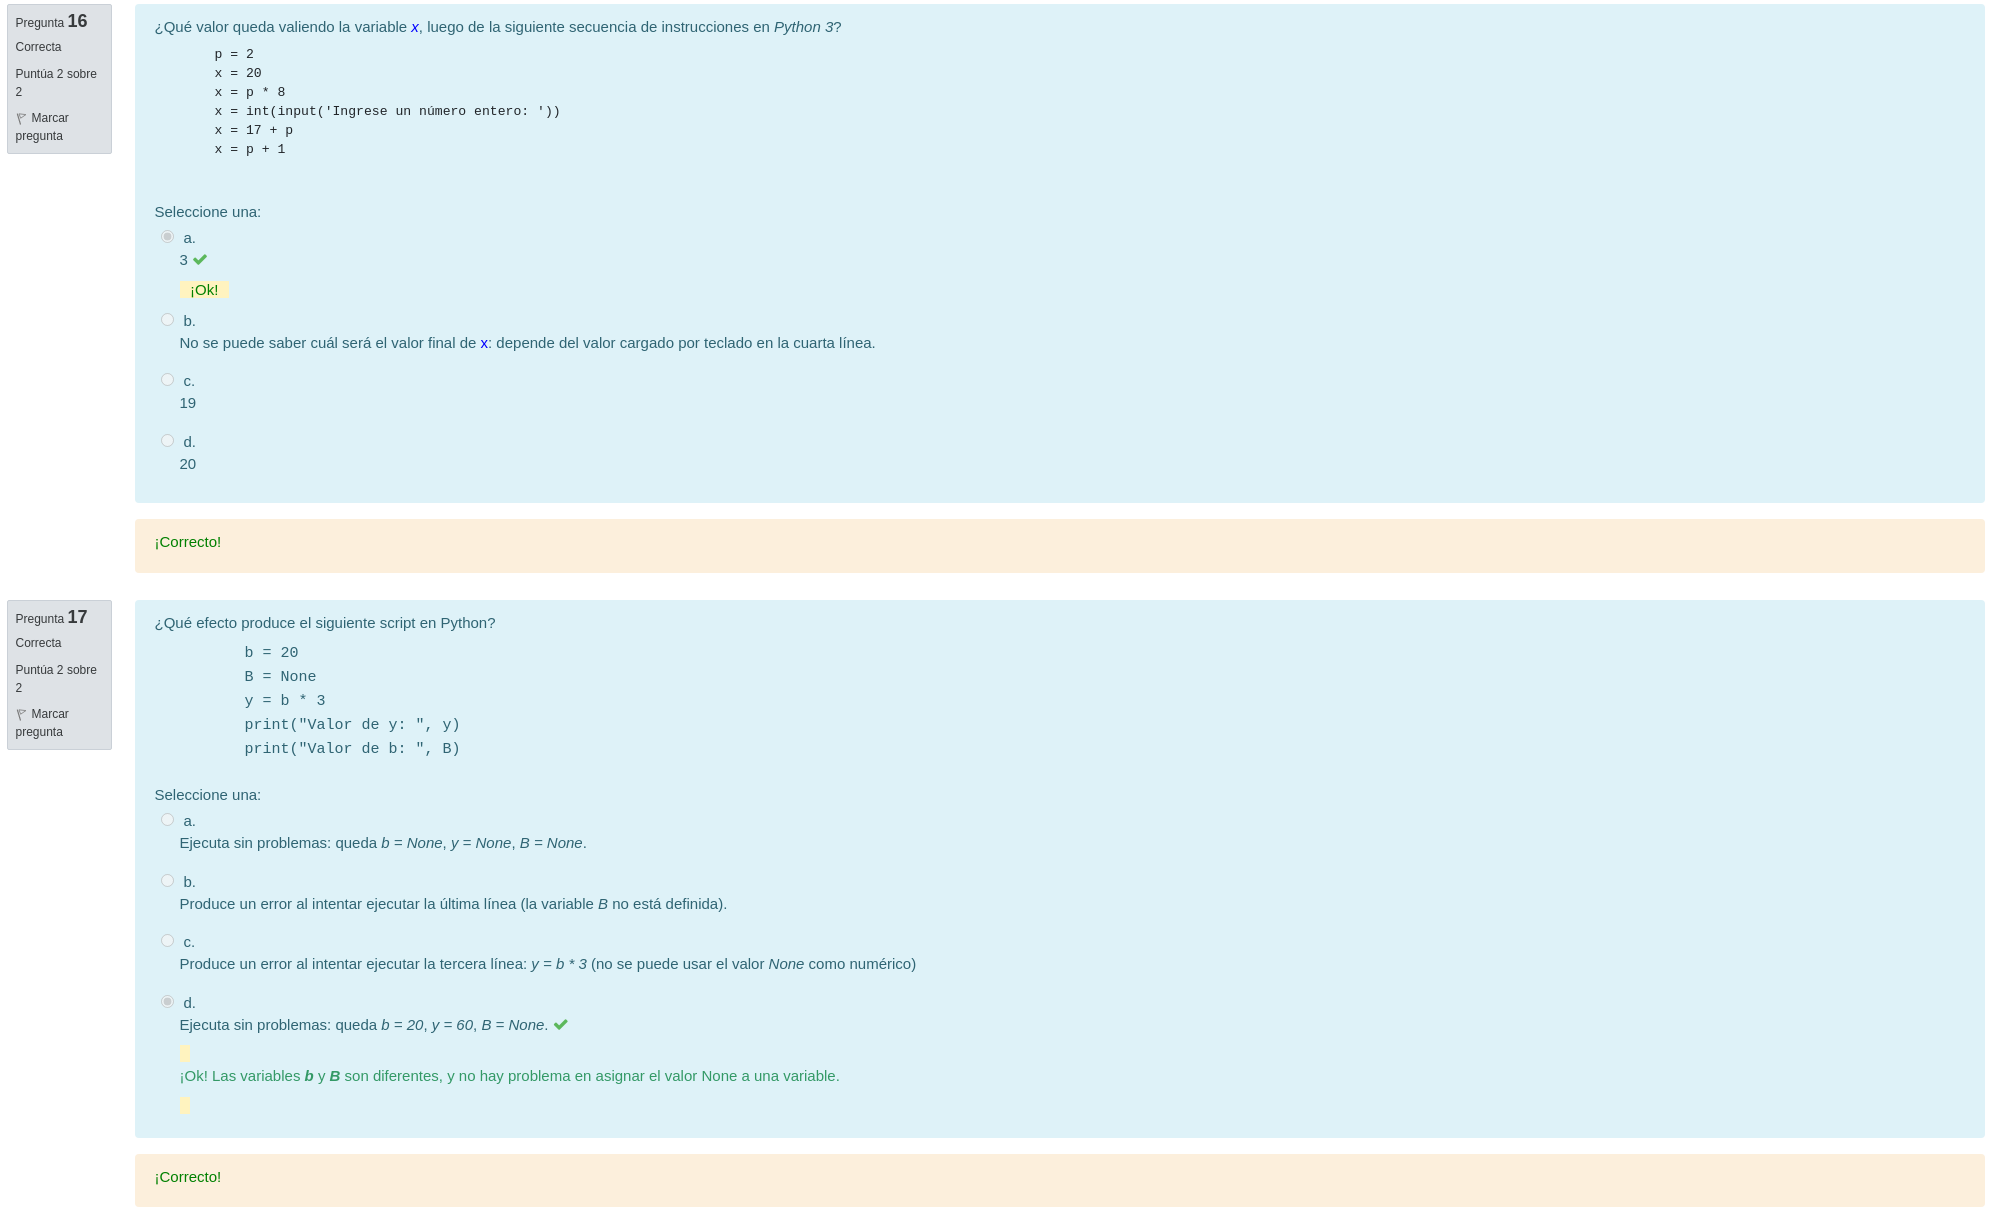 Pregunta 16
Correcta
Puntúa 2 sobre
2
Marcar
pregunta
¿Qué valor queda valiendo la variable x, luego de la siguiente secuencia de instrucciones en Python 3?
p = 2
x = 20
x = p * 8
x = int(input('Ingrese un número entero: '))
x = 17 + p
x = p + 1
Seleccione una:
a.
3
¡Ok!
b.
No se puede saber cuál será el valor final de x: depende del valor cargado por teclado en la cuarta línea.
c.
19
d.
20
¡Correcto!
Pregunta 17
Correcta
Puntúa 2 sobre
2
Marcar
pregunta
¿Qué efecto produce el siguiente script en Python?
b = 20
B = None
y = b * 3
print("Valor de y: ", y)
print("Valor de b: ", B)
Seleccione una:
a.
Ejecuta sin problemas: queda b = None, y = None, B = None.
b.
Produce un error al intentar ejecutar la última línea (la variable B no está definida).
c.
Produce un error al intentar ejecutar la tercera línea: y = b * 3 (no se puede usar el valor None como numérico)
d.
Ejecuta sin problemas: queda b = 20, y = 60, B = None.
¡Ok! Las variables b y B son diferentes, y no hay problema en asignar el valor None a una variable.
¡Correcto!